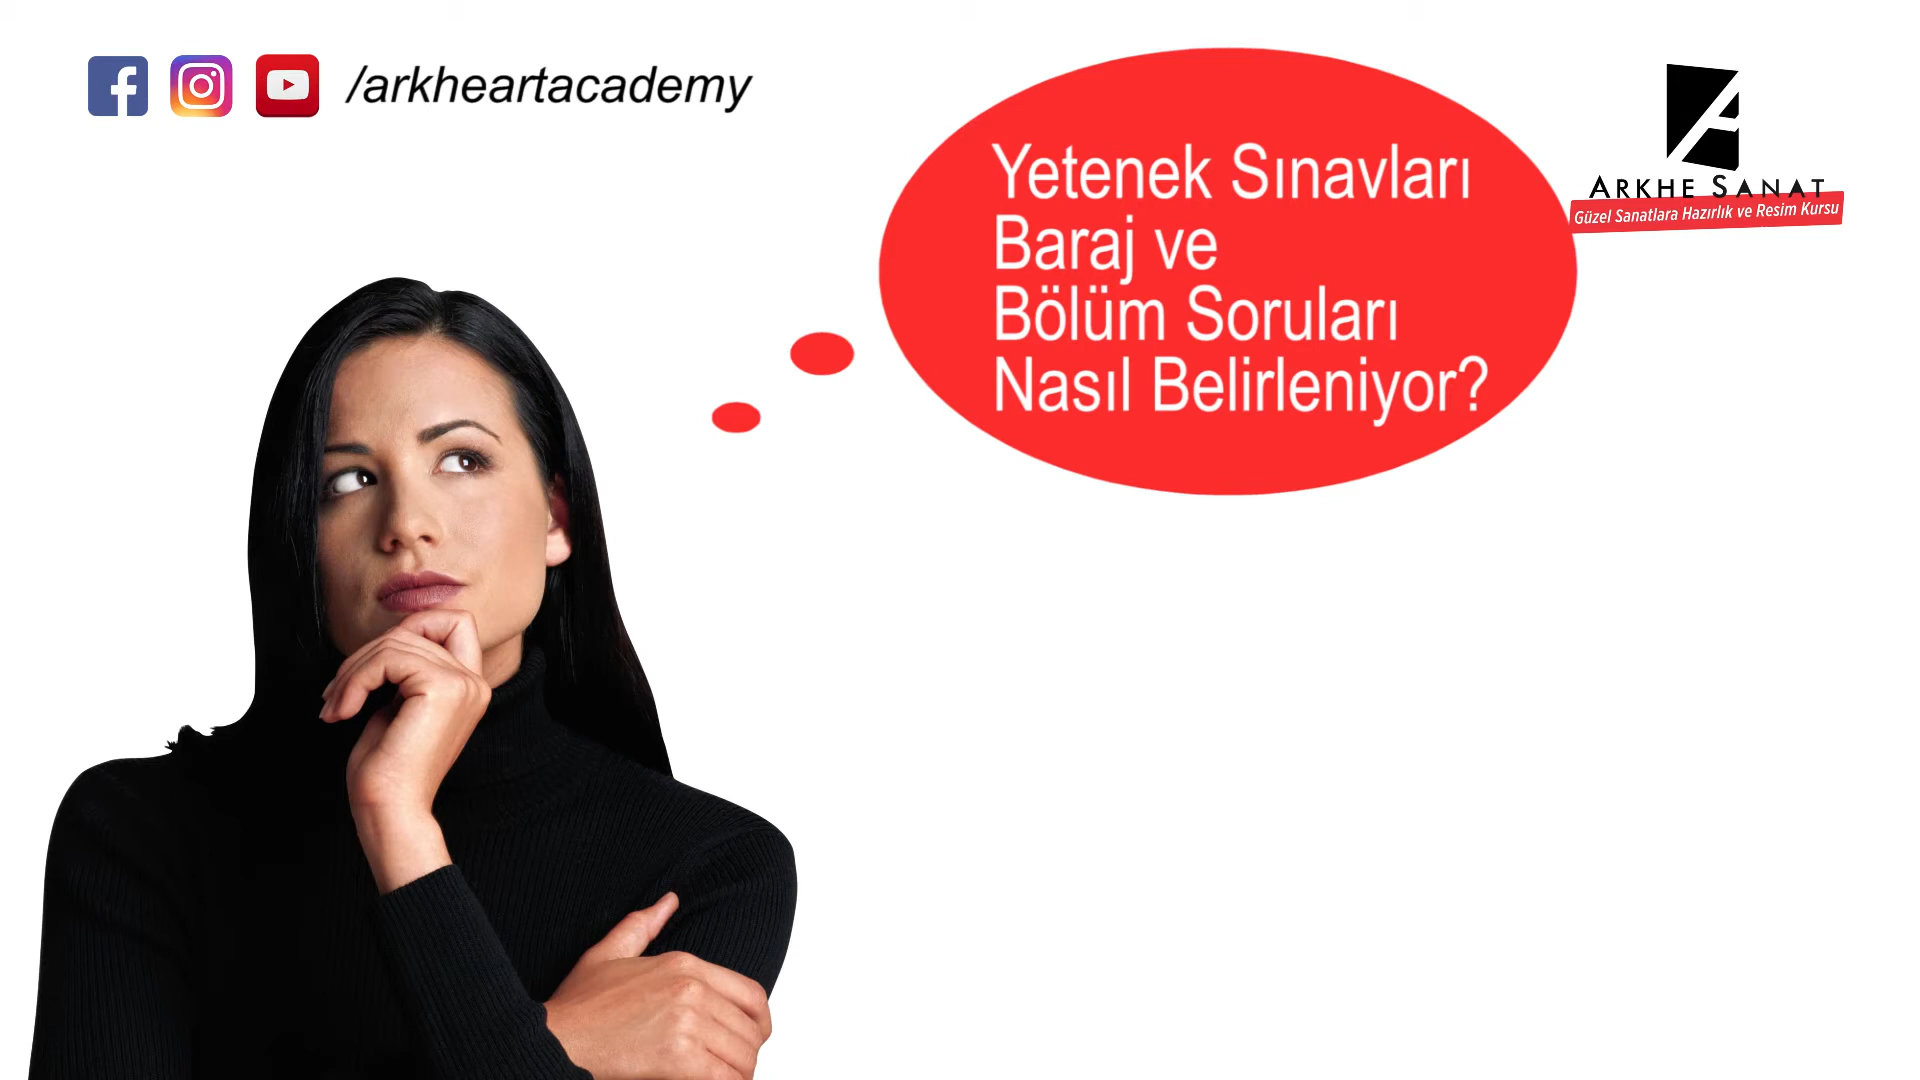 /arkheartacademy
Yetenek Sınavları
Baraj ve
Bölüm Soruları
Nasıl Belirleniyor?
ARKHE SANAT
Güzel Sanatlara Hazırlık ve Resim Kursu